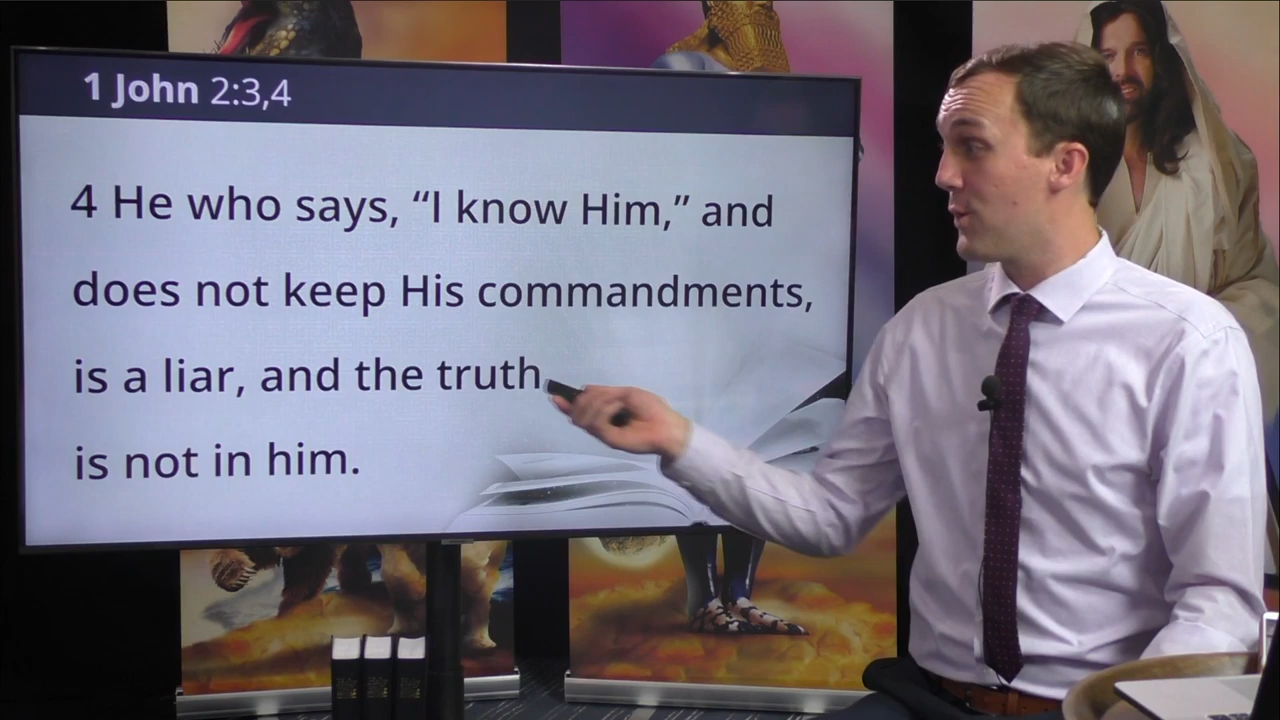 1 John 2:3,4
4 He who says, “I know Him,” and
does not keep His commandments,
is a liar, and the truth
is not in him.